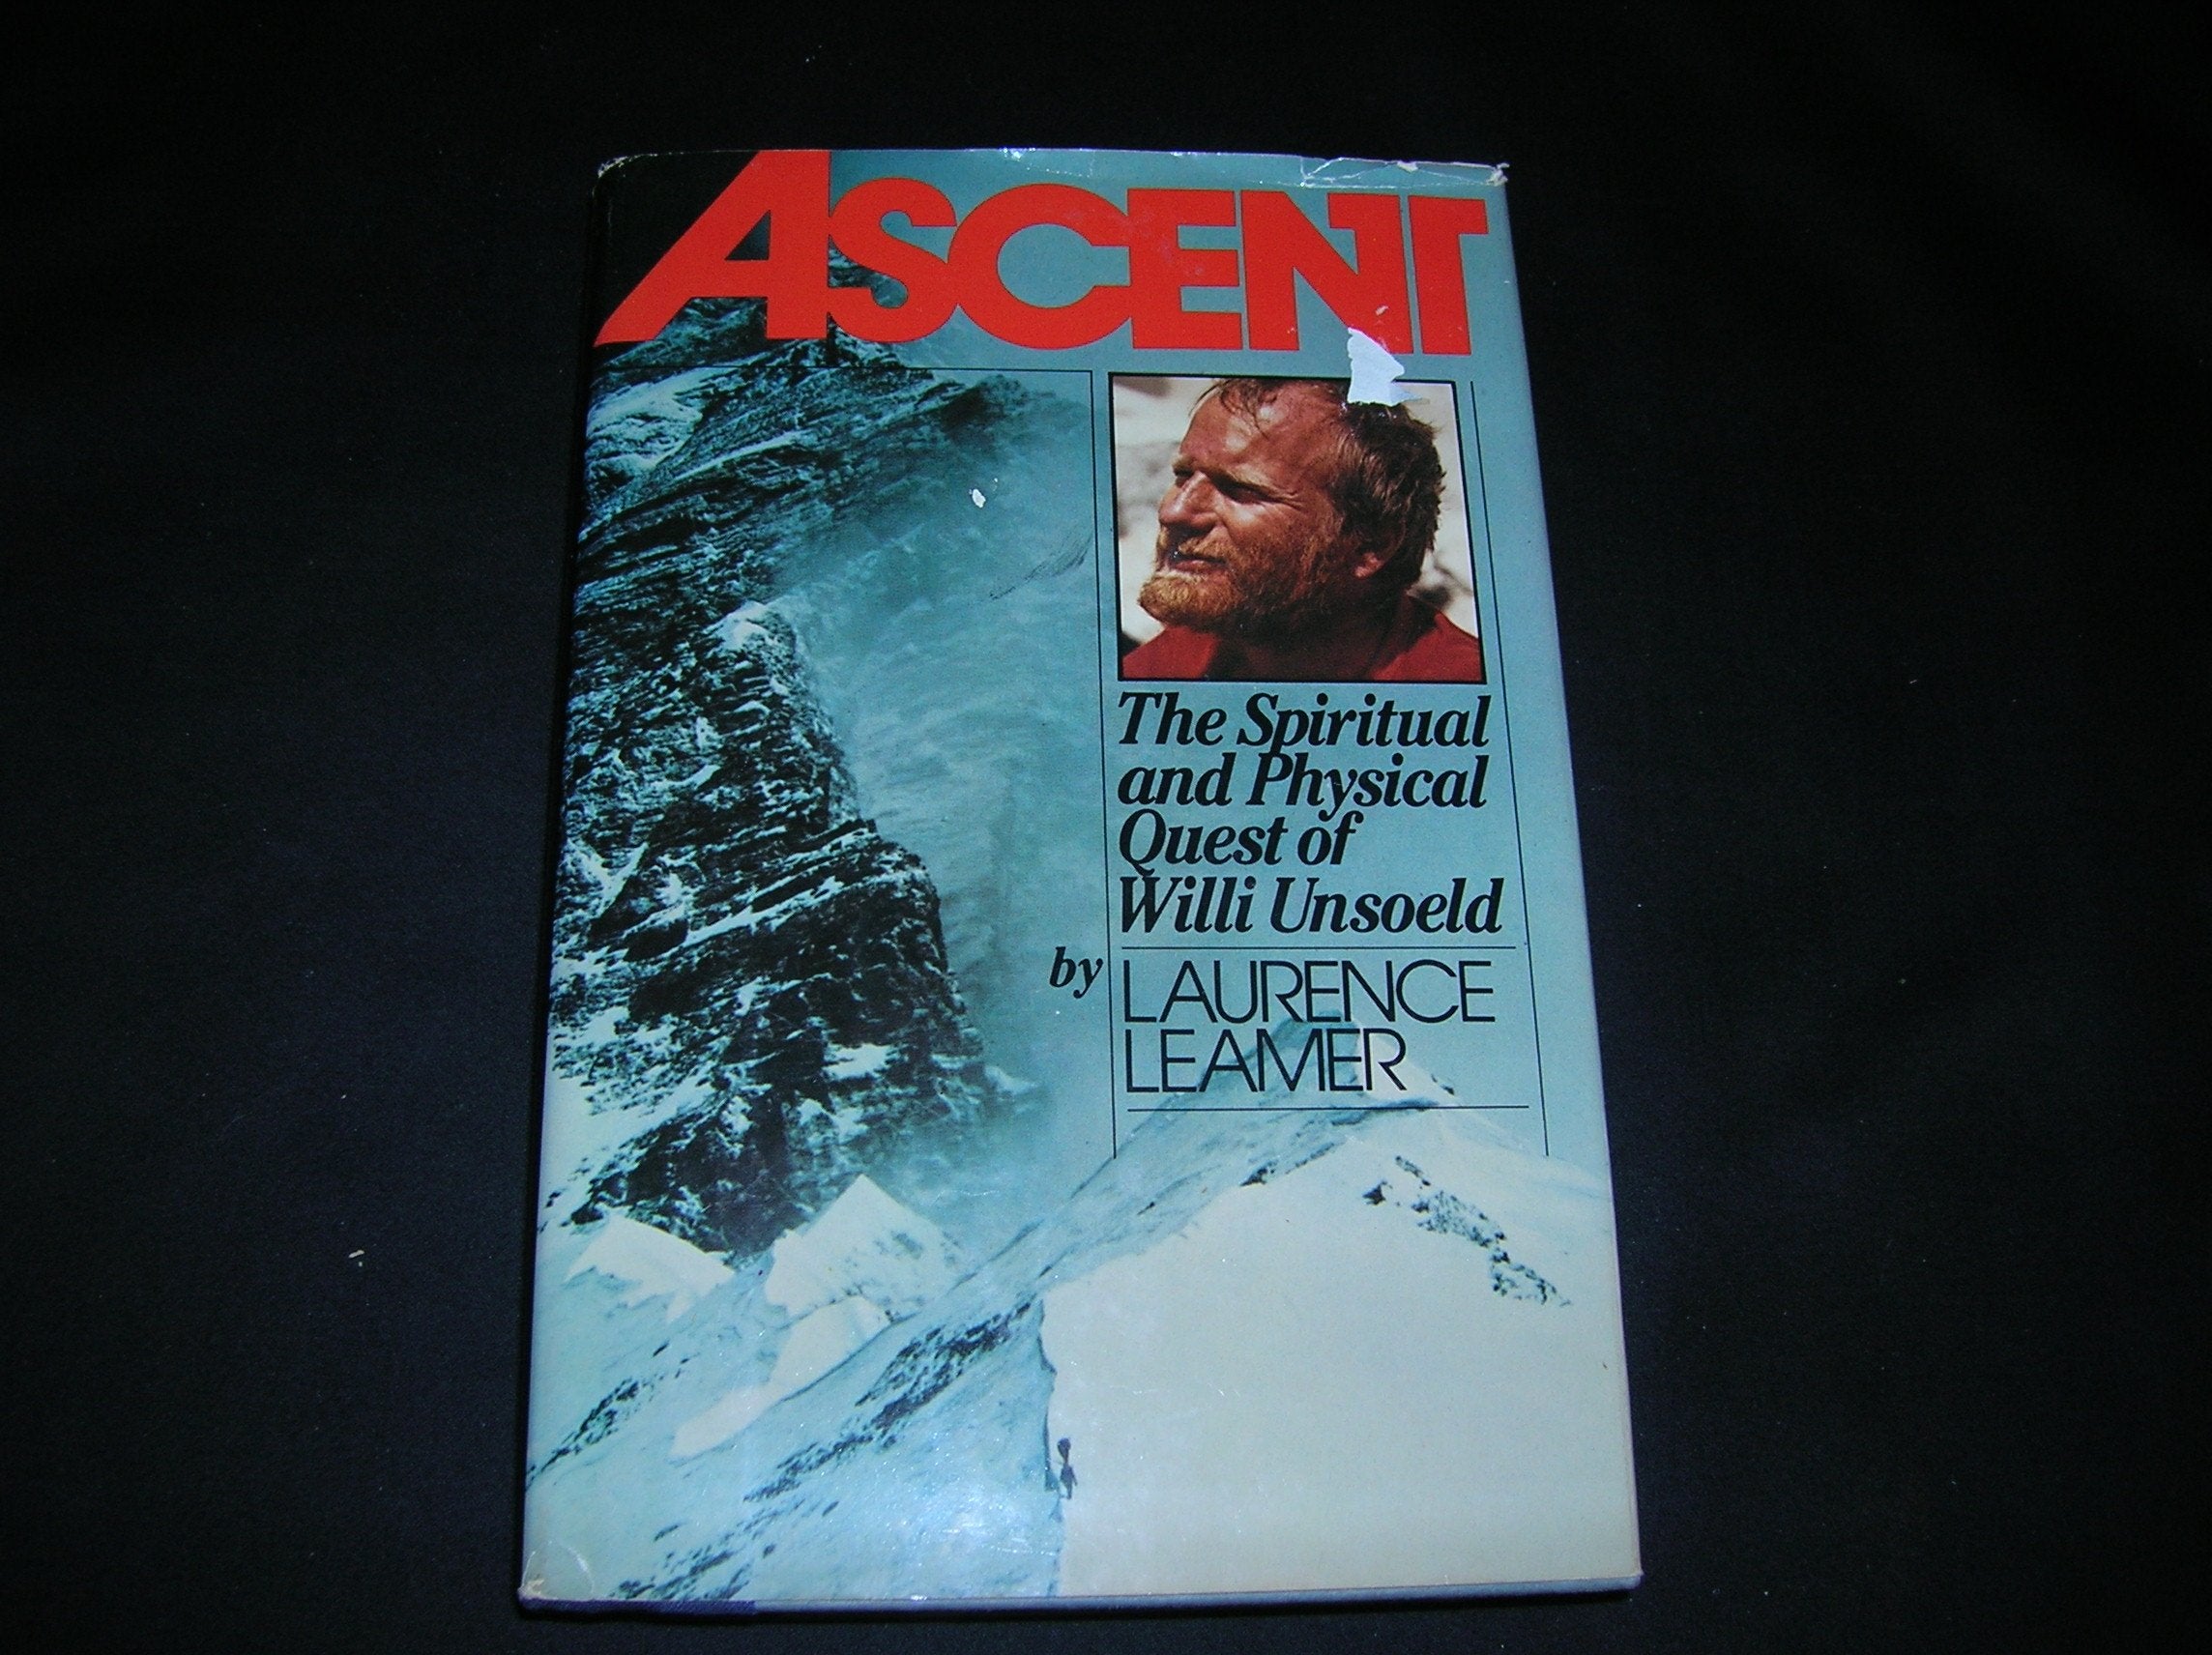 ASCENT
The Spiritual
and Physical
Quest of
Willi Unsoeld
by LAURENCE
LEAMER